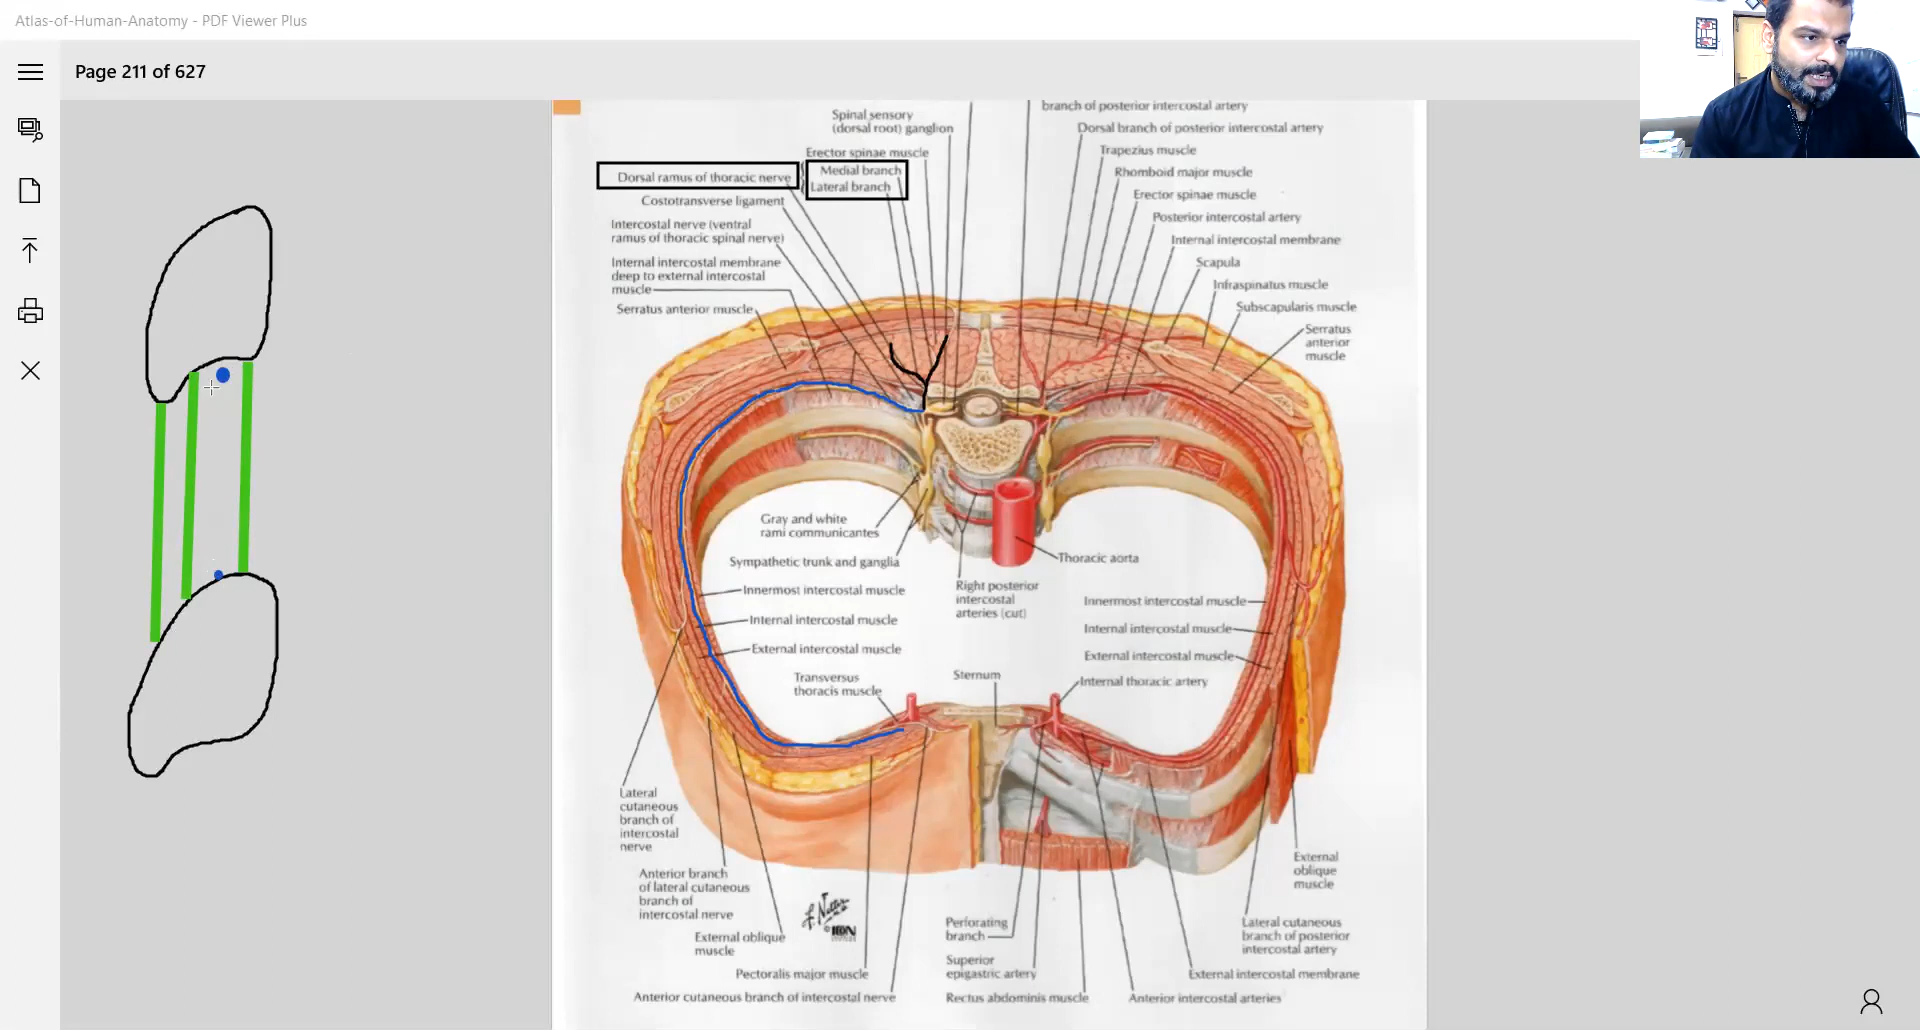 Atlas-of-Human-Anatomy - PDF Viewer Plus
Page 211 of 627
Spinal sensory
(dorsal root) ganglion
Erector spinae muscle
Dorsal ramus of thoracic nerve
Medial branch
Lateral branch
Costotransverse ligament
Intercostal nerve (ventral
ramus of thoracic spinal nerve)
Internal intercostal membrane
deep to external intercostal
muscle
Serratus anterior muscle
branch of posterior intercostal artery
Dorsal branch of posterior intercostal artery
Trapezius muscle
Rhomboid major muscle
Erector spinae muscle
Posterior intercostal artery
Internal intercostal membrane
Scapula
Infraspinatus muscle
Subscapularis muscle
Serratus
anterior
muscle
Gray and white
rami communicantes
Sympathetic trunk and ganglia
Innermost intercostal muscle
Internal intercostal muscle
External intercostal muscle
Transversus
thoracis muscle
Thoracic aorta
Right posterior
intercostal
arteries (cut)
Innermost intercostal muscle
Internal intercostal muscle
External intercostal muscle
Sternum
Internal thoracic artery
Lateral
cutaneous
branch of
intercostal
nerve
Anterior branch
of lateral cutaneous
branch of
intercostal nerve
External oblique
muscle
Pectoralis major muscle
Anterior cutaneous branch of intercostal nerve
F. Netter
Perforating
branch
Superior
epigastric artery
Rectus abdominis muscle
External
oblique
muscle
Lateral cutaneous
branch of posterior
intercostal artery
External intercostal membrane
Anterior intercostal arteries